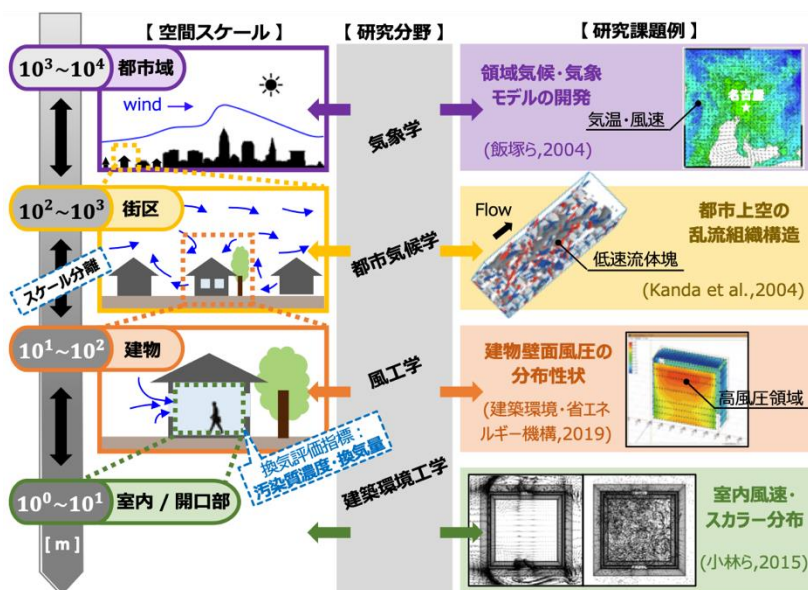 【 空間スケール 】
【 研究分野 】
【 研究課題例 】
10³~10⁴
都市域
wind
気象学
領域気候・気象
モデルの開発
(飯塚ら,2004)
気温・風速
名古屋
10²~10³
街区
スケール分離
都市気候学
Flow
低速流体塊
都市上空の
乱流組織構造
(Kanda et al.,2004)
10¹~10²
建物
風工学
建物壁面風圧の
分布性状
(建築環境・省エネ
ルギー機構,2019)
高風圧領域
換気評価指標：
汚染質濃度・換気量
10⁰~10¹
室内 / 開口部
[ m ]
建築環境工学
室内風速・
スカラー分布
(小林ら,2015)